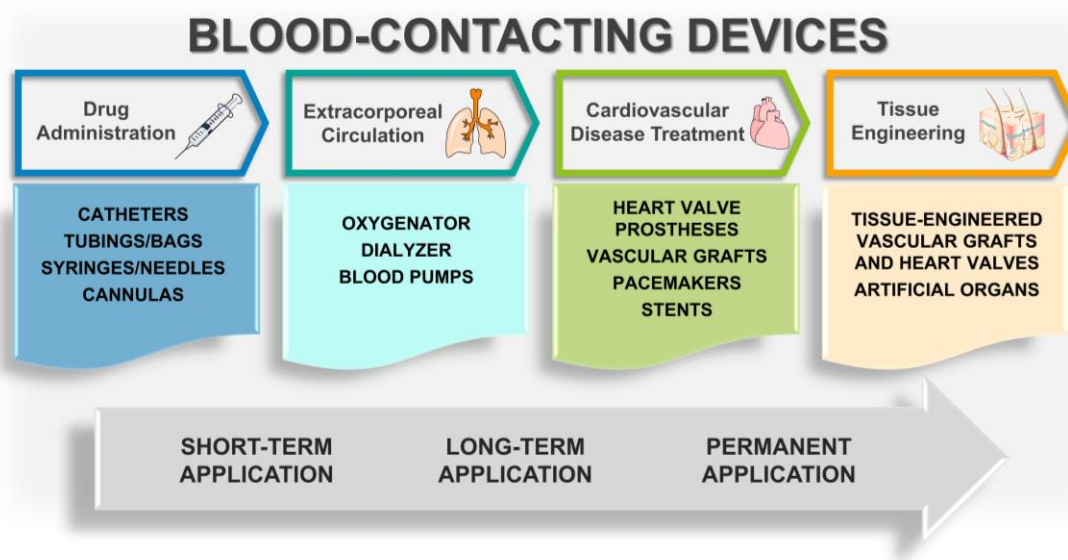 BLOOD-CONTACTING DEVICES
Drug
Administration
Extracorporeal
Circulation
Cardiovascular
Disease Treatment
Tissue
Engineering
CATHETERS
TUBINGS/BAGS
SYRINGES/NEEDLES
CANNULAS
OXYGENATOR
DIALYZER
BLOOD PUMPS
HEART VALVE
PROSTHESES
VASCULAR GRAFTS
PACEMAKERS
STENTS
TISSUE-ENGINEERED
VASCULAR GRAFTS
AND HEART VALVES
ARTIFICIAL ORGANS
SHORT-TERM
APPLICATION
LONG-TERM
APPLICATION
PERMANENT
APPLICATION